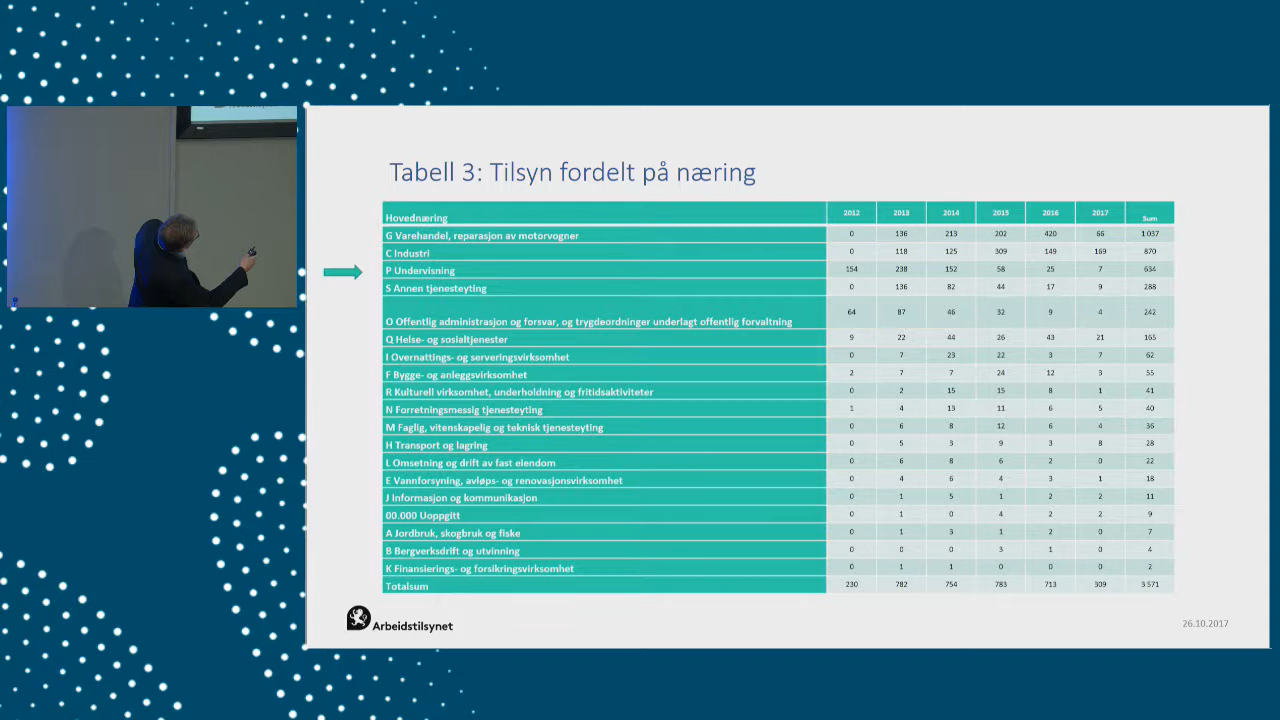 Tabell 3: Tilsyn fordelt på næring
Hovednæring 2012 2013 2014 2015 2016 2017 Sum
G Varehandel, reparasjon av motorvogner 0 136 213 202 420 66 1 037
C Industri 0 118 125 309 149 169 870
P Undervisning 154 238 152 58 25 7 634
S Annen tjenesteyting 0 136 82 44 17 9 288
O Offentlig administrasjon og forsvar, og trygdeordninger underlagt offentlig forvaltning 64 87 46 32 9 4 242
Q Helse- og sosialtjenester 9 22 44 26 43 21 165
I Overnattings- og serveringsvirksomhet 0 7 23 22 3 7 62
F Bygge- og anleggsvirksomhet 2 7 7 24 12 3 55
R Kulturell virksomhet, underholdning og fritidsaktiviteter 0 2 15 15 8 1 41
N Forretningsmessig tjenesteyting 1 4 13 11 6 5 40
M Faglig, vitenskapelig og teknisk tjenesteyting 0 6 8 12 6 4 36
H Transport og lagring 0 3 9 3 28
L Omsetning og drift av fast eiendom 0 8 6 2 0 22
E Vannforsyning, avløps- og renovasjonsvirksomhet 0 4 6 4 3 1 18
J Informasjon og kommunikasjon 0 1 5 1 2 2 11
00.000 Uoppgitt 0 1 0 4 2 2 9
A Jordbruk, skogbruk og fiske 0 1 3 1 2 0 7
B Bergverksdrift og utvinning 0 0 0 3 1 0 4
K Finansierings- og forsikringsvirksomhet 0 1 1 0 0 0 2
Totalsum 230 782 754 783 713 309 3 571
Arbeidstilsynet
26.10.2017